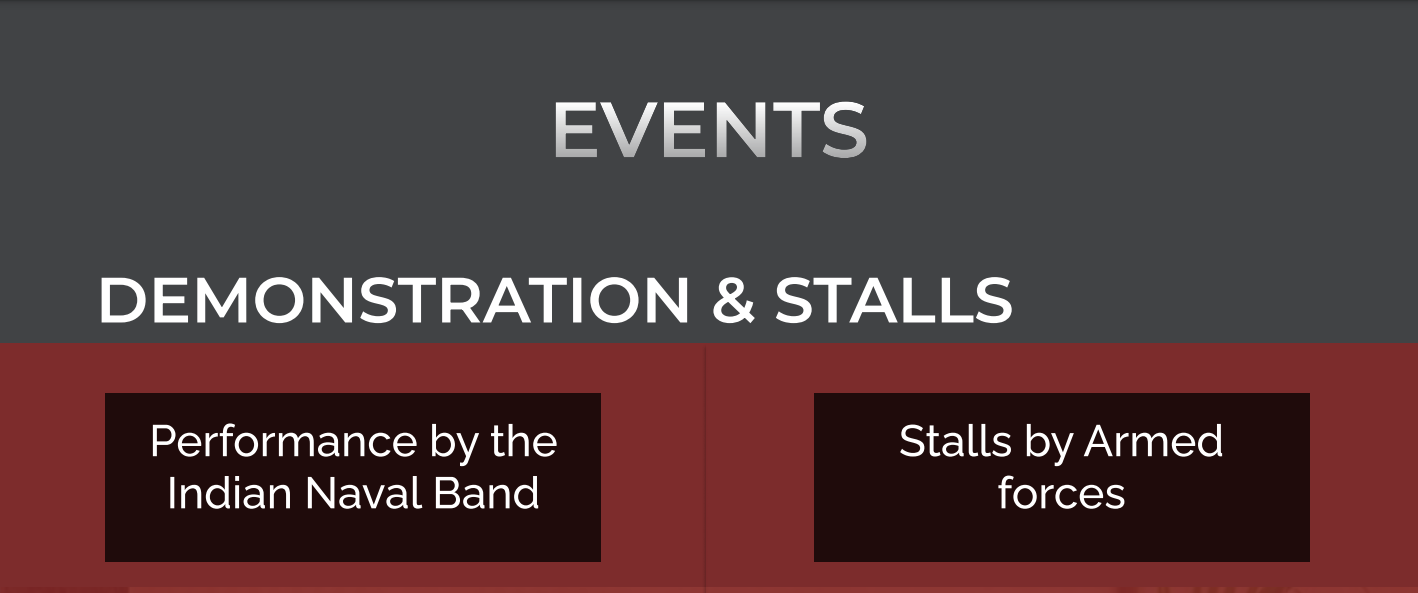 EVENTS
DEMONSTRATION & STALLS
Performance by the
Indian Naval Band
Stalls by Armed
forces